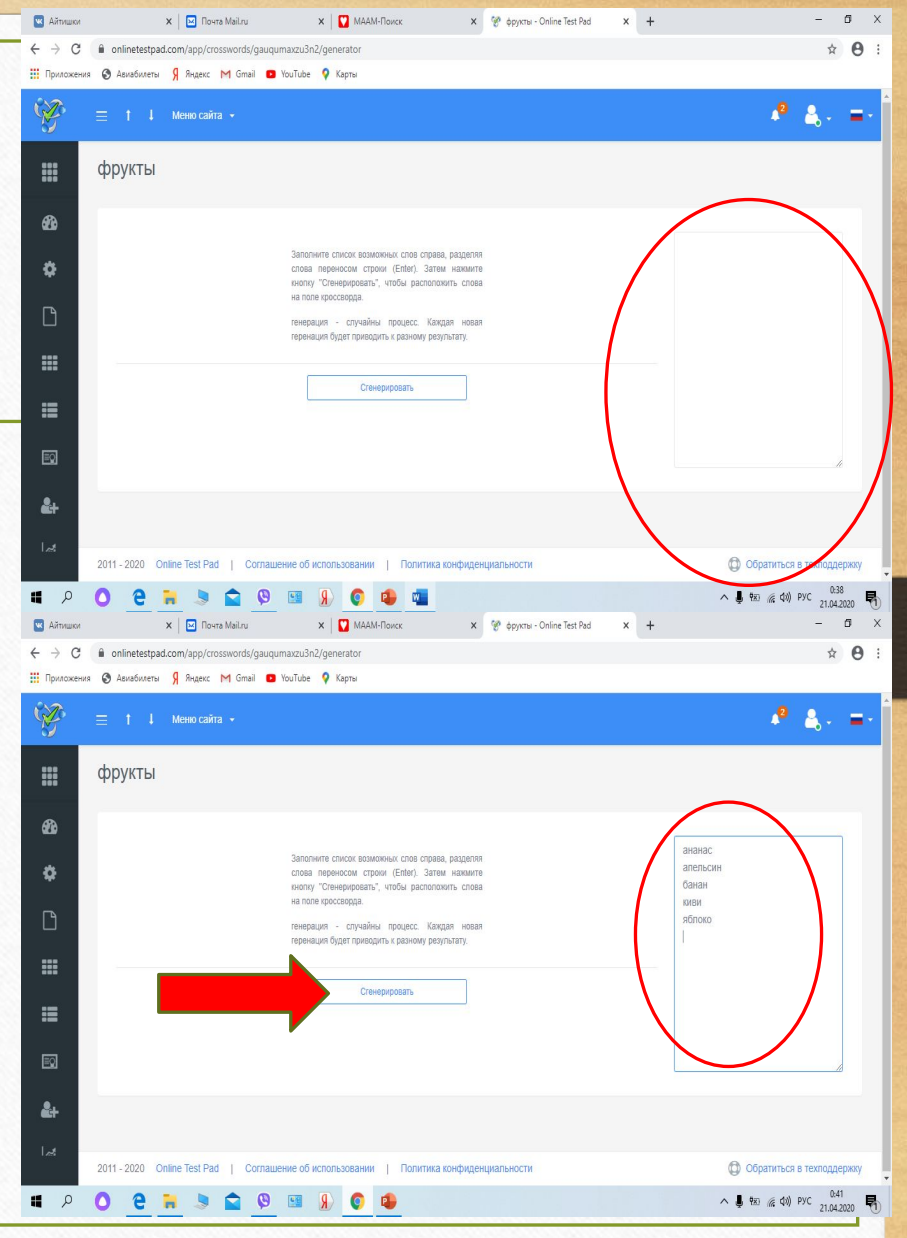 Айтишки
Почта Mail.ru
МААМ-Поиск
фрукты - Online Test Pad
onlinetestpad.com/app/crosswords/gauqumaxzu3n2/generator
Приложения Авиабилеты Яндекс Gmail YouTube Карты
Меню сайта
2
фрукты
Заполните список возможных слов справа, разделяя
слова переносом строки (Enter). Затем нажмите
кнопку "Сгенерировать", чтобы расположить слова
на поле кроссворда.
генерация - случайны процесс. Каждая новая
геренация будет приводить к разному результату.
Сгенерировать
2011 - 2020 Online Test Pad | Соглашение об использовании | Политика конфиденциальности
Обратиться в техподдержку
РУС
0:38
21.04.2020
1
Айтишки
Почта Mail.ru
МААМ-Поиск
фрукты - Online Test Pad
onlinetestpad.com/app/crosswords/gauqumaxzu3n2/generator
Приложения Авиабилеты Яндекс Gmail YouTube Карты
Меню сайта
2
фрукты
Заполните список возможных слов справа, разделяя
слова переносом строки (Enter). Затем нажмите
кнопку "Сгенерировать", чтобы расположить слова
на поле кроссворда.
генерация - случайны процесс. Каждая новая
геренация будет приводить к разному результату.
Сгенерировать
ананас
апельсин
банан
киви
яблоко
2011 - 2020 Online Test Pad | Соглашение об использовании | Политика конфиденциальности
Обратиться в техподдержку
РУС
0:41
21.04.2020
1